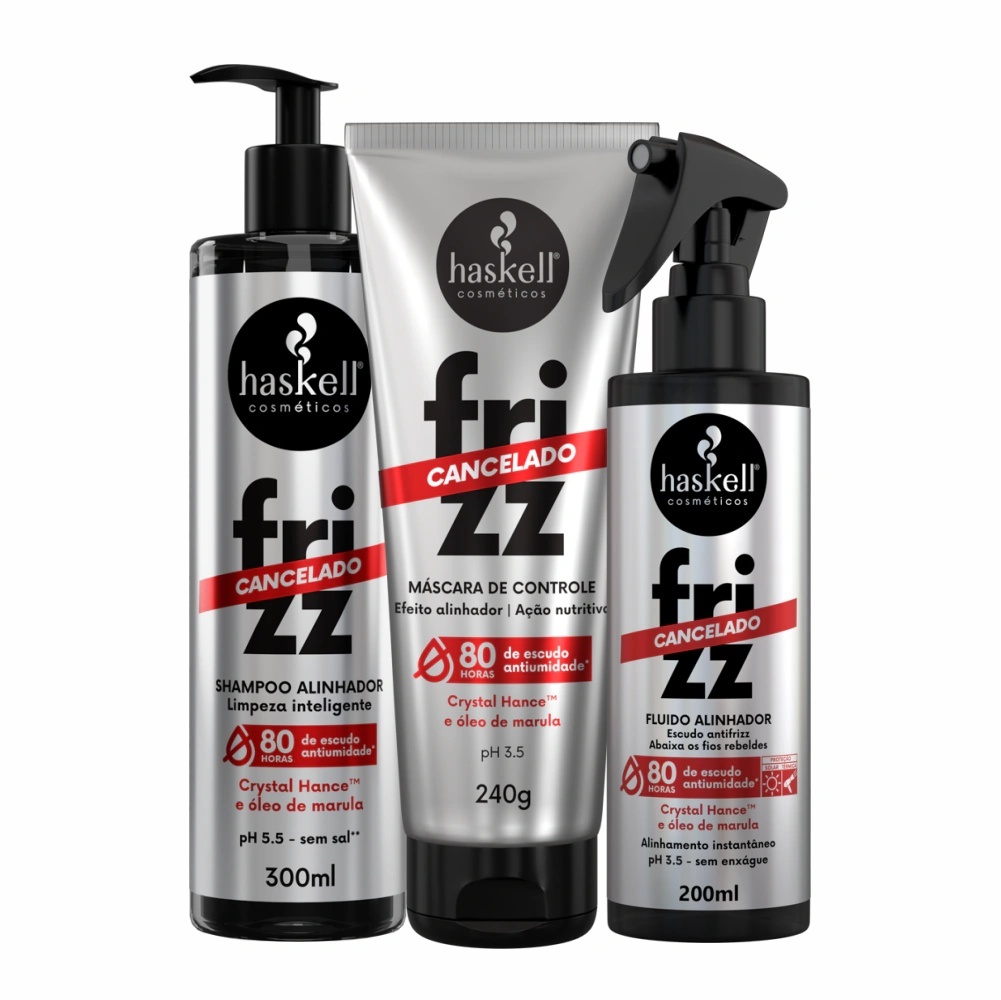 haskell®
cosméticos
fri
CANCELADO
zz
SHAMPOO ALINHADOR
Limpeza inteligente
80
HORAS
de escudo
antiumidade*
Crystal Hance™
e óleo de marula
pH 5.5 - sem sal**
300ml
haskell®
cosméticos
fri
CANCELADO
zz
MÁSCARA DE CONTROLE
Efeito alinhador | Ação nutritiva
80
HORAS
de escudo
antiumidade*
Crystal Hance™
e óleo de marula
pH 3.5
240g
haskell®
cosméticos
fri
CANCELADO
zz
FLUIDO ALINHADOR
Escudo antifrizz
Abaixa os fios rebeldes
80
HORAS
de escudo
antiumidade*
PROTEÇÃO
SOLAR TÉRMICA
Crystal Hance™
e óleo de marula
Alinhamento instantâneo
pH 3.5 - sem enxágue
200ml